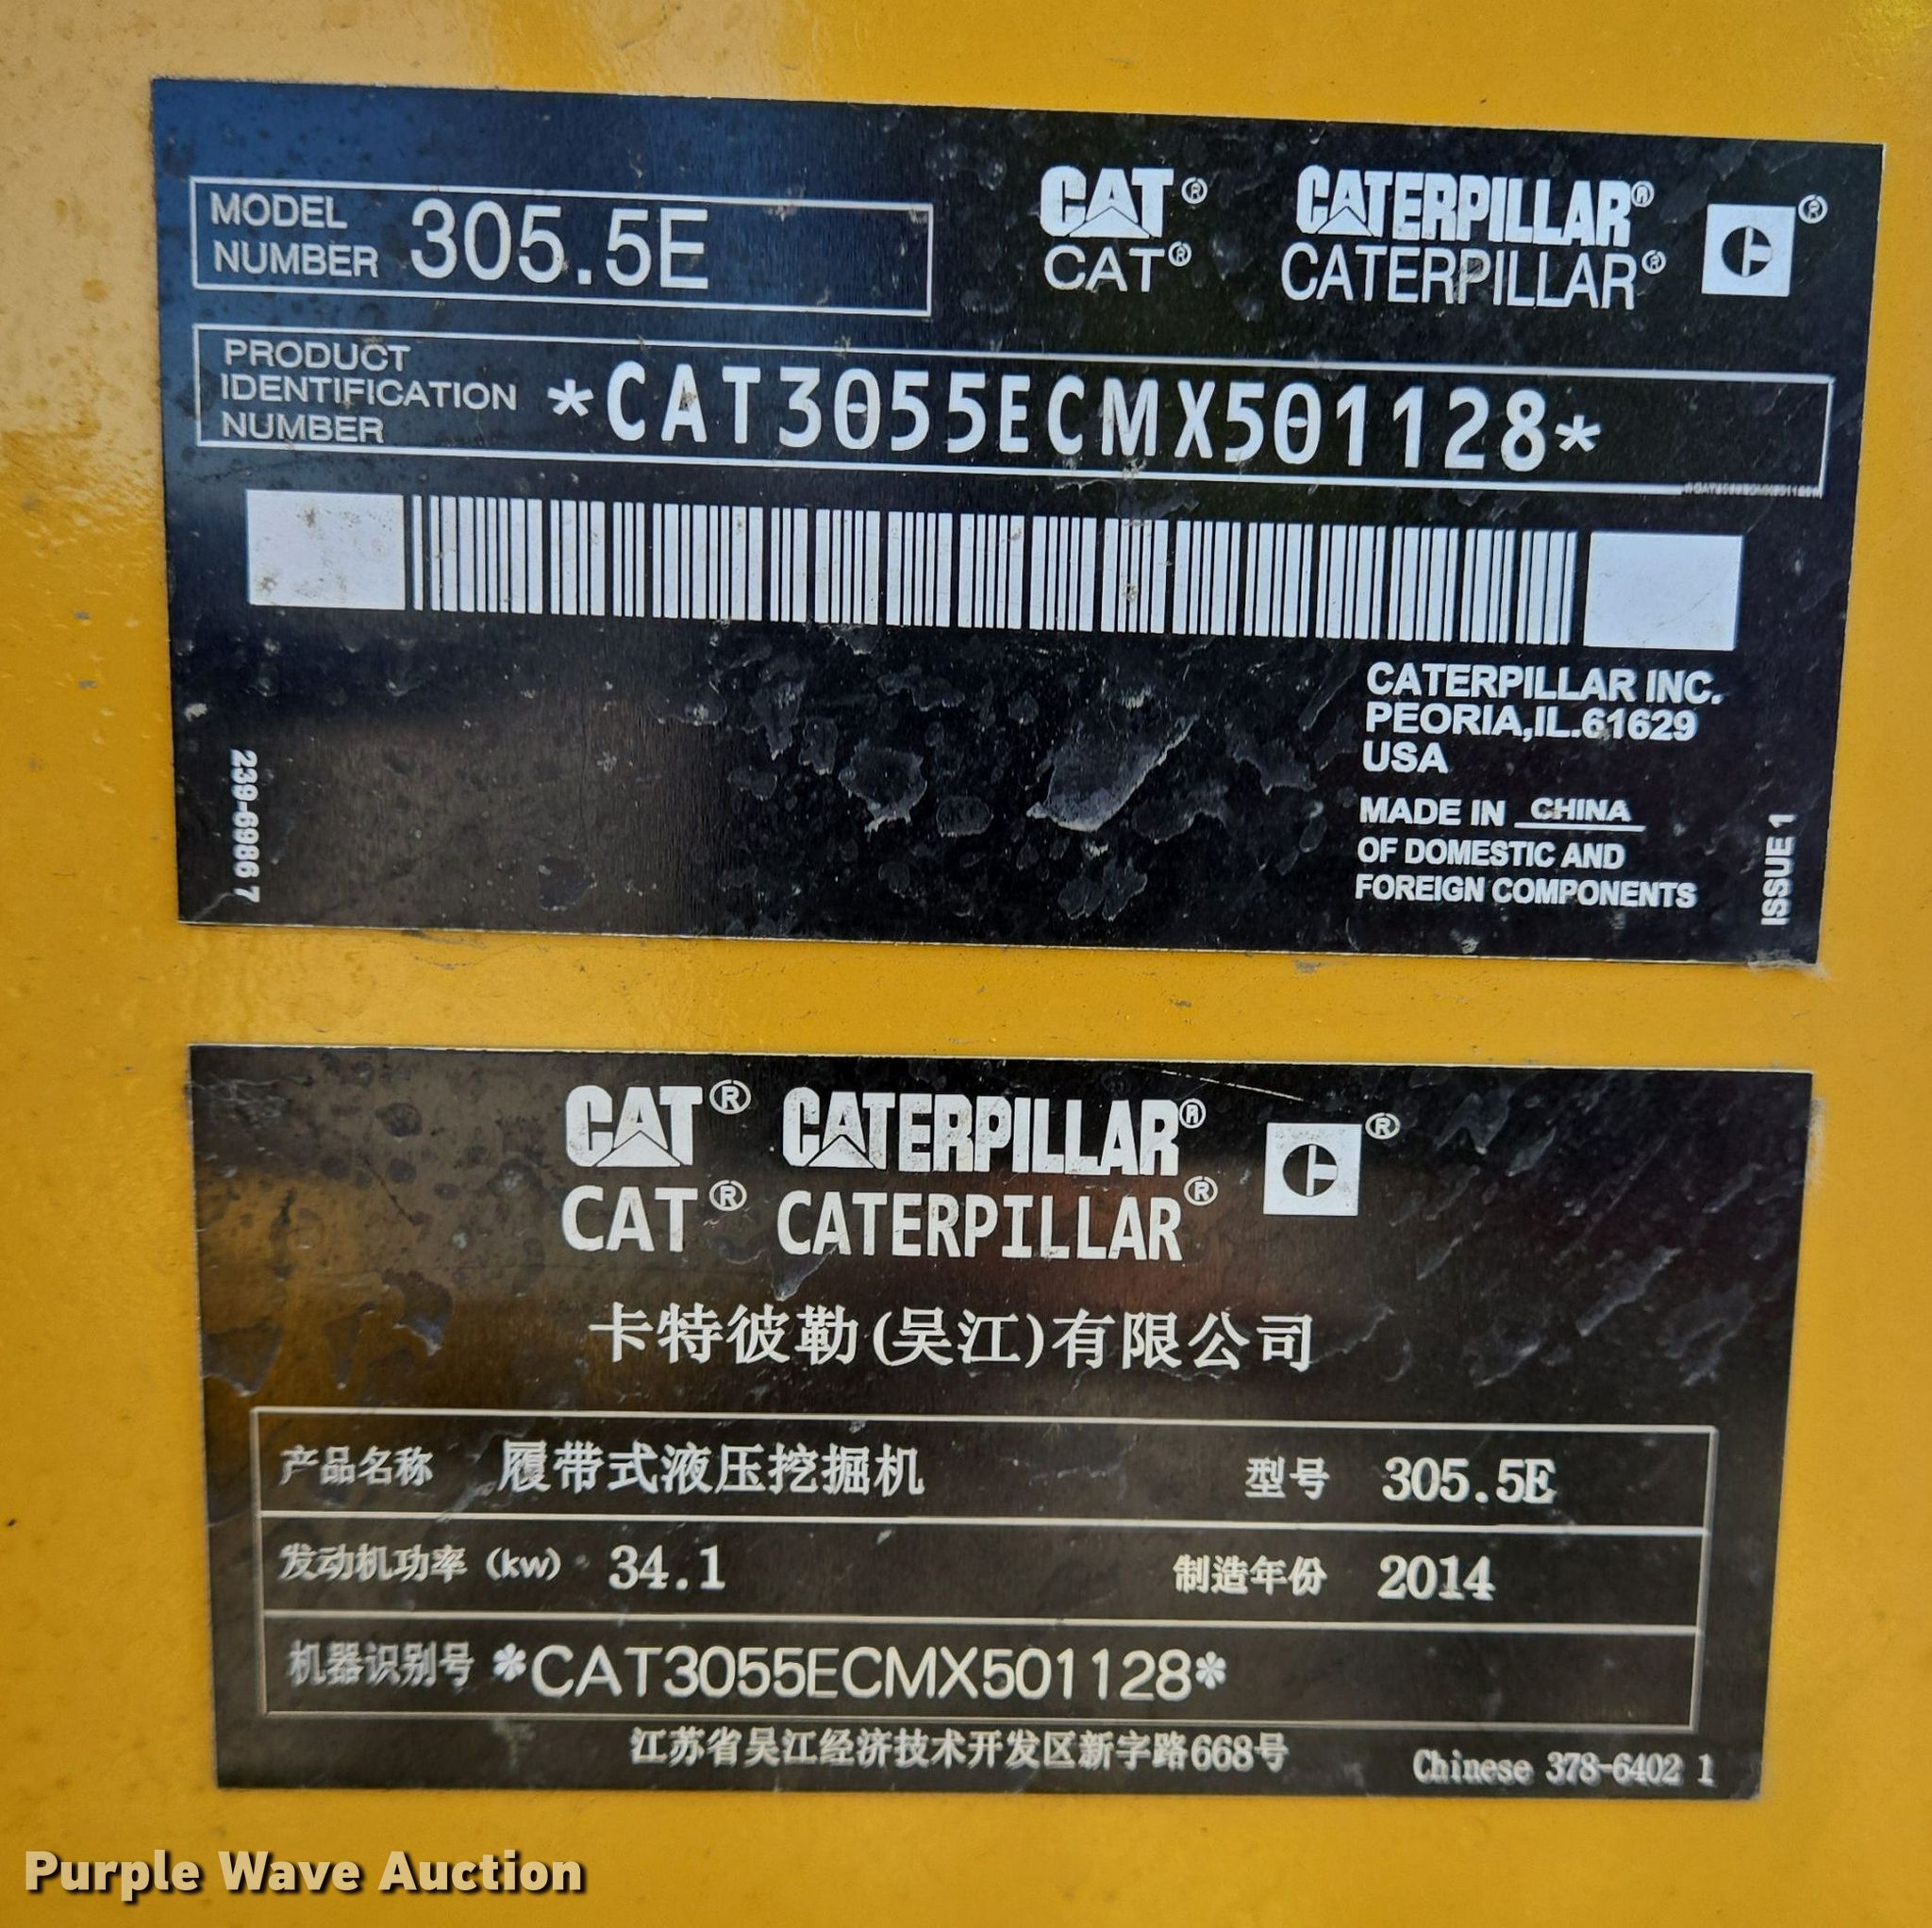 MODEL NUMBER 305.5E
CAT® CATERPILLAR® ®
CAT® CATERPILLAR®
PRODUCT IDENTIFICATION NUMBER *CAT3055ECMX501128*
CATERPILLAR INC.
PEORIA,IL.61629
USA
MADE IN CHINA
OF DOMESTIC AND
FOREIGN COMPONENTS
239-6986 7
ISSUE 1
CAT® CATERPILLAR® ®
CAT® CATERPILLAR®
卡特彼勒(吴江)有限公司
产品名称 履带式液压挖掘机 型号 305.5E
发动机功率(kw) 34.1 制造年份 2014
机器识别号 *CAT3055ECMX501128*
江苏省吴江经济技术开发区新字路668号
Chinese 378-6402 1
Purple Wave Auction